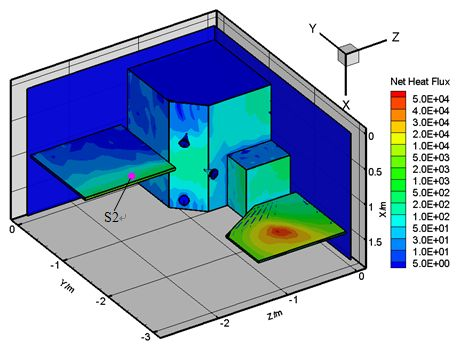 Y
Z
X
Net Heat Flux
5.0E+04
4.0E+04
3.0E+04
2.0E+04
1.0E+04
5.0E+03
2.0E+03
1.0E+03
5.0E+02
2.0E+02
1.0E+02
5.0E+01
3.0E+01
1.0E+01
5.0E+00
0
0.5
1
1.5
X/m
S2
0
-1
-2
-3
Y/m
-2
-1
0
Z/m